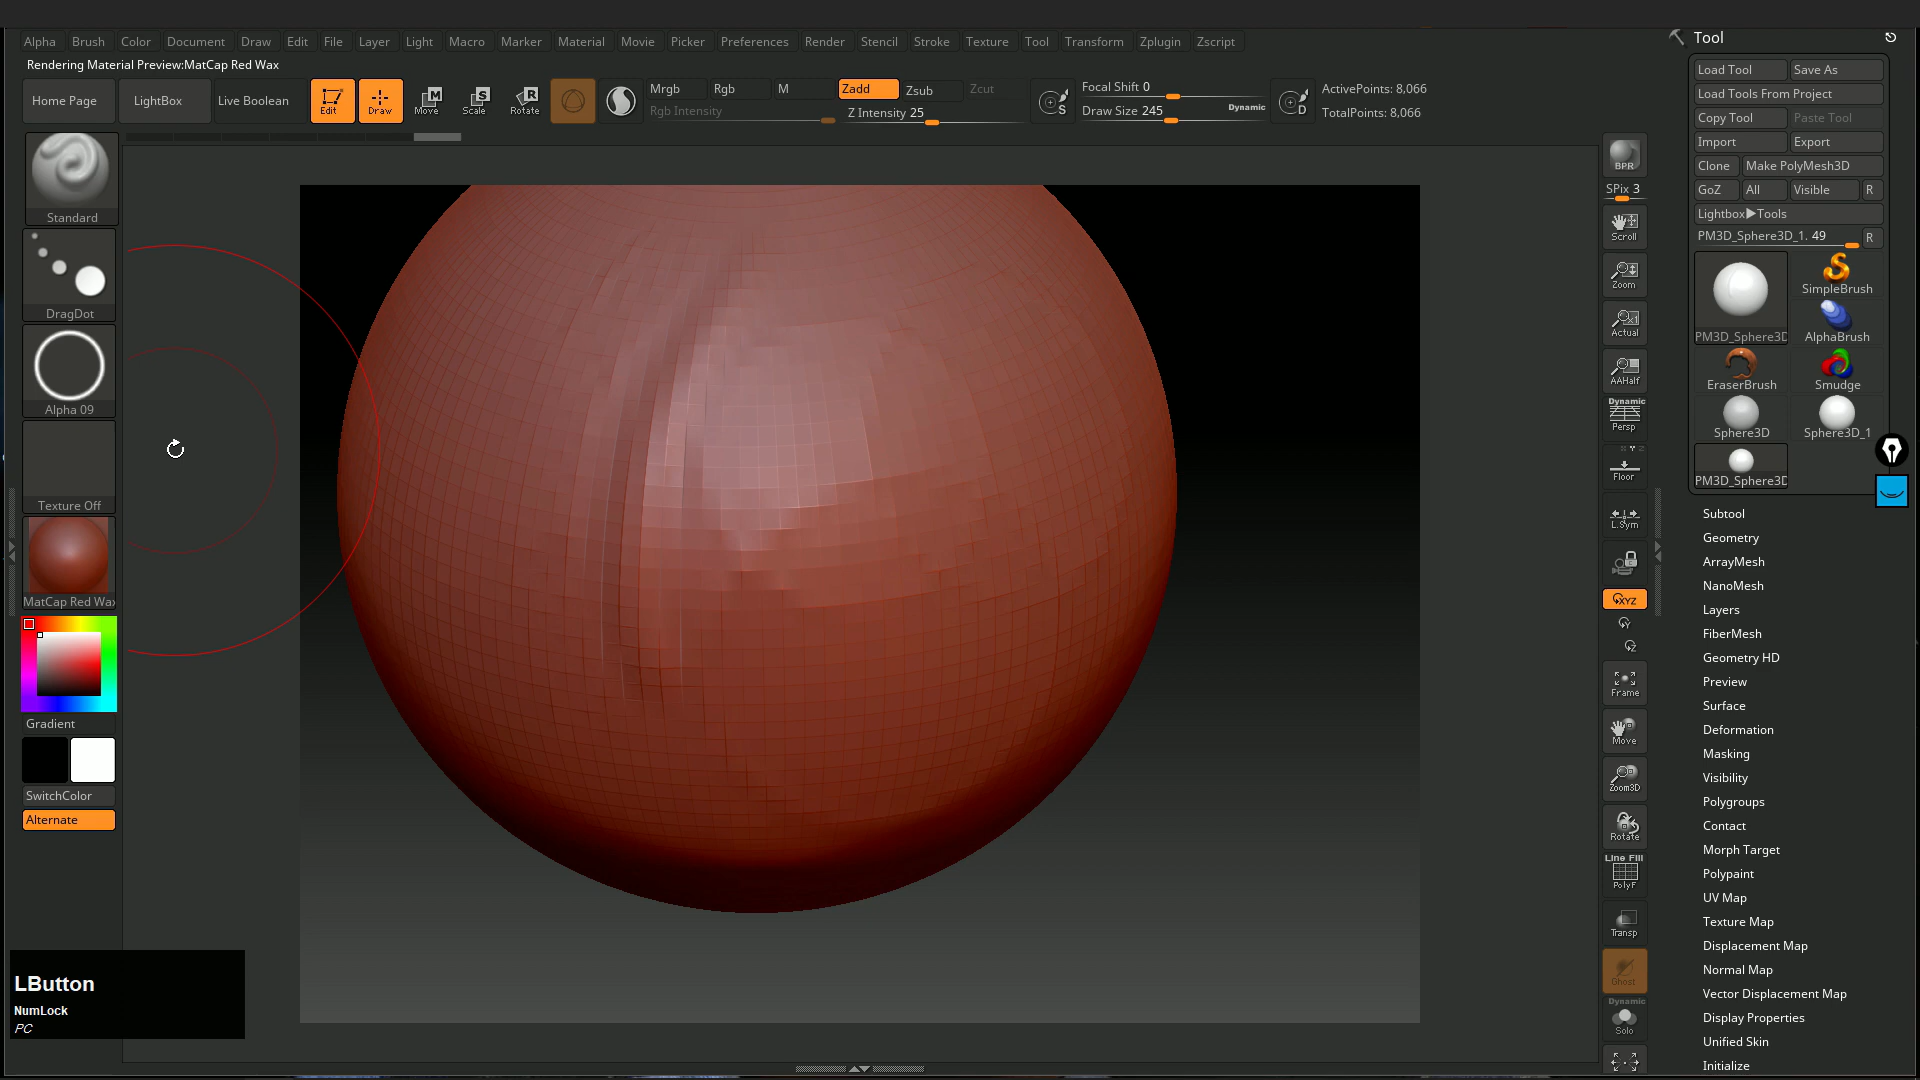 Alpha Brush Color Document Draw Edit File Layer Light Macro Marker Material Movie Picker Preferences Render Stencil Stroke Texture Tool Transform Zplugin Zscript
Rendering Material Preview:MatCap Red Wax
Home Page LightBox Live Boolean Edit Draw Move Scale Rotate
Mrgb Rgb M Zadd Zsub Zcut
Rgb Intensity Z Intensity 25
Focal Shift 0
Draw Size 245 Dynamic
ActivePoints: 8,066
TotalPoints: 8,066
Standard
DragDot
Alpha 09
Texture Off
MatCap Red Wax
Gradient
SwitchColor
Alternate
LButton
NumLock
PC
BPR
SPix 3
Scroll
Zoom
Actual
AAHalf
Dynamic
Persp
Floor
L.Sym
XYZ
Y
Z
Frame
Move
Zoom3D
Rotate
Line Fill
PolyF
Transp
Ghost
Dynamic
Solo
Tool
Load Tool Save As
Load Tools From Project
Copy Tool Paste Tool
Import Export
Clone Make PolyMesh3D
GoZ All Visible R
Lightbox▶Tools
PM3D_Sphere3D_1. 49 R
SimpleBrush
PM3D_Sphere3D AlphaBrush
EraserBrush Smudge
Sphere3D Sphere3D_1
PM3D_Sphere3D
Subtool
Geometry
ArrayMesh
NanoMesh
Layers
FiberMesh
Geometry HD
Preview
Surface
Deformation
Masking
Visibility
Polygroups
Contact
Morph Target
Polypaint
UV Map
Texture Map
Displacement Map
Normal Map
Vector Displacement Map
Display Properties
Unified Skin
Initialize